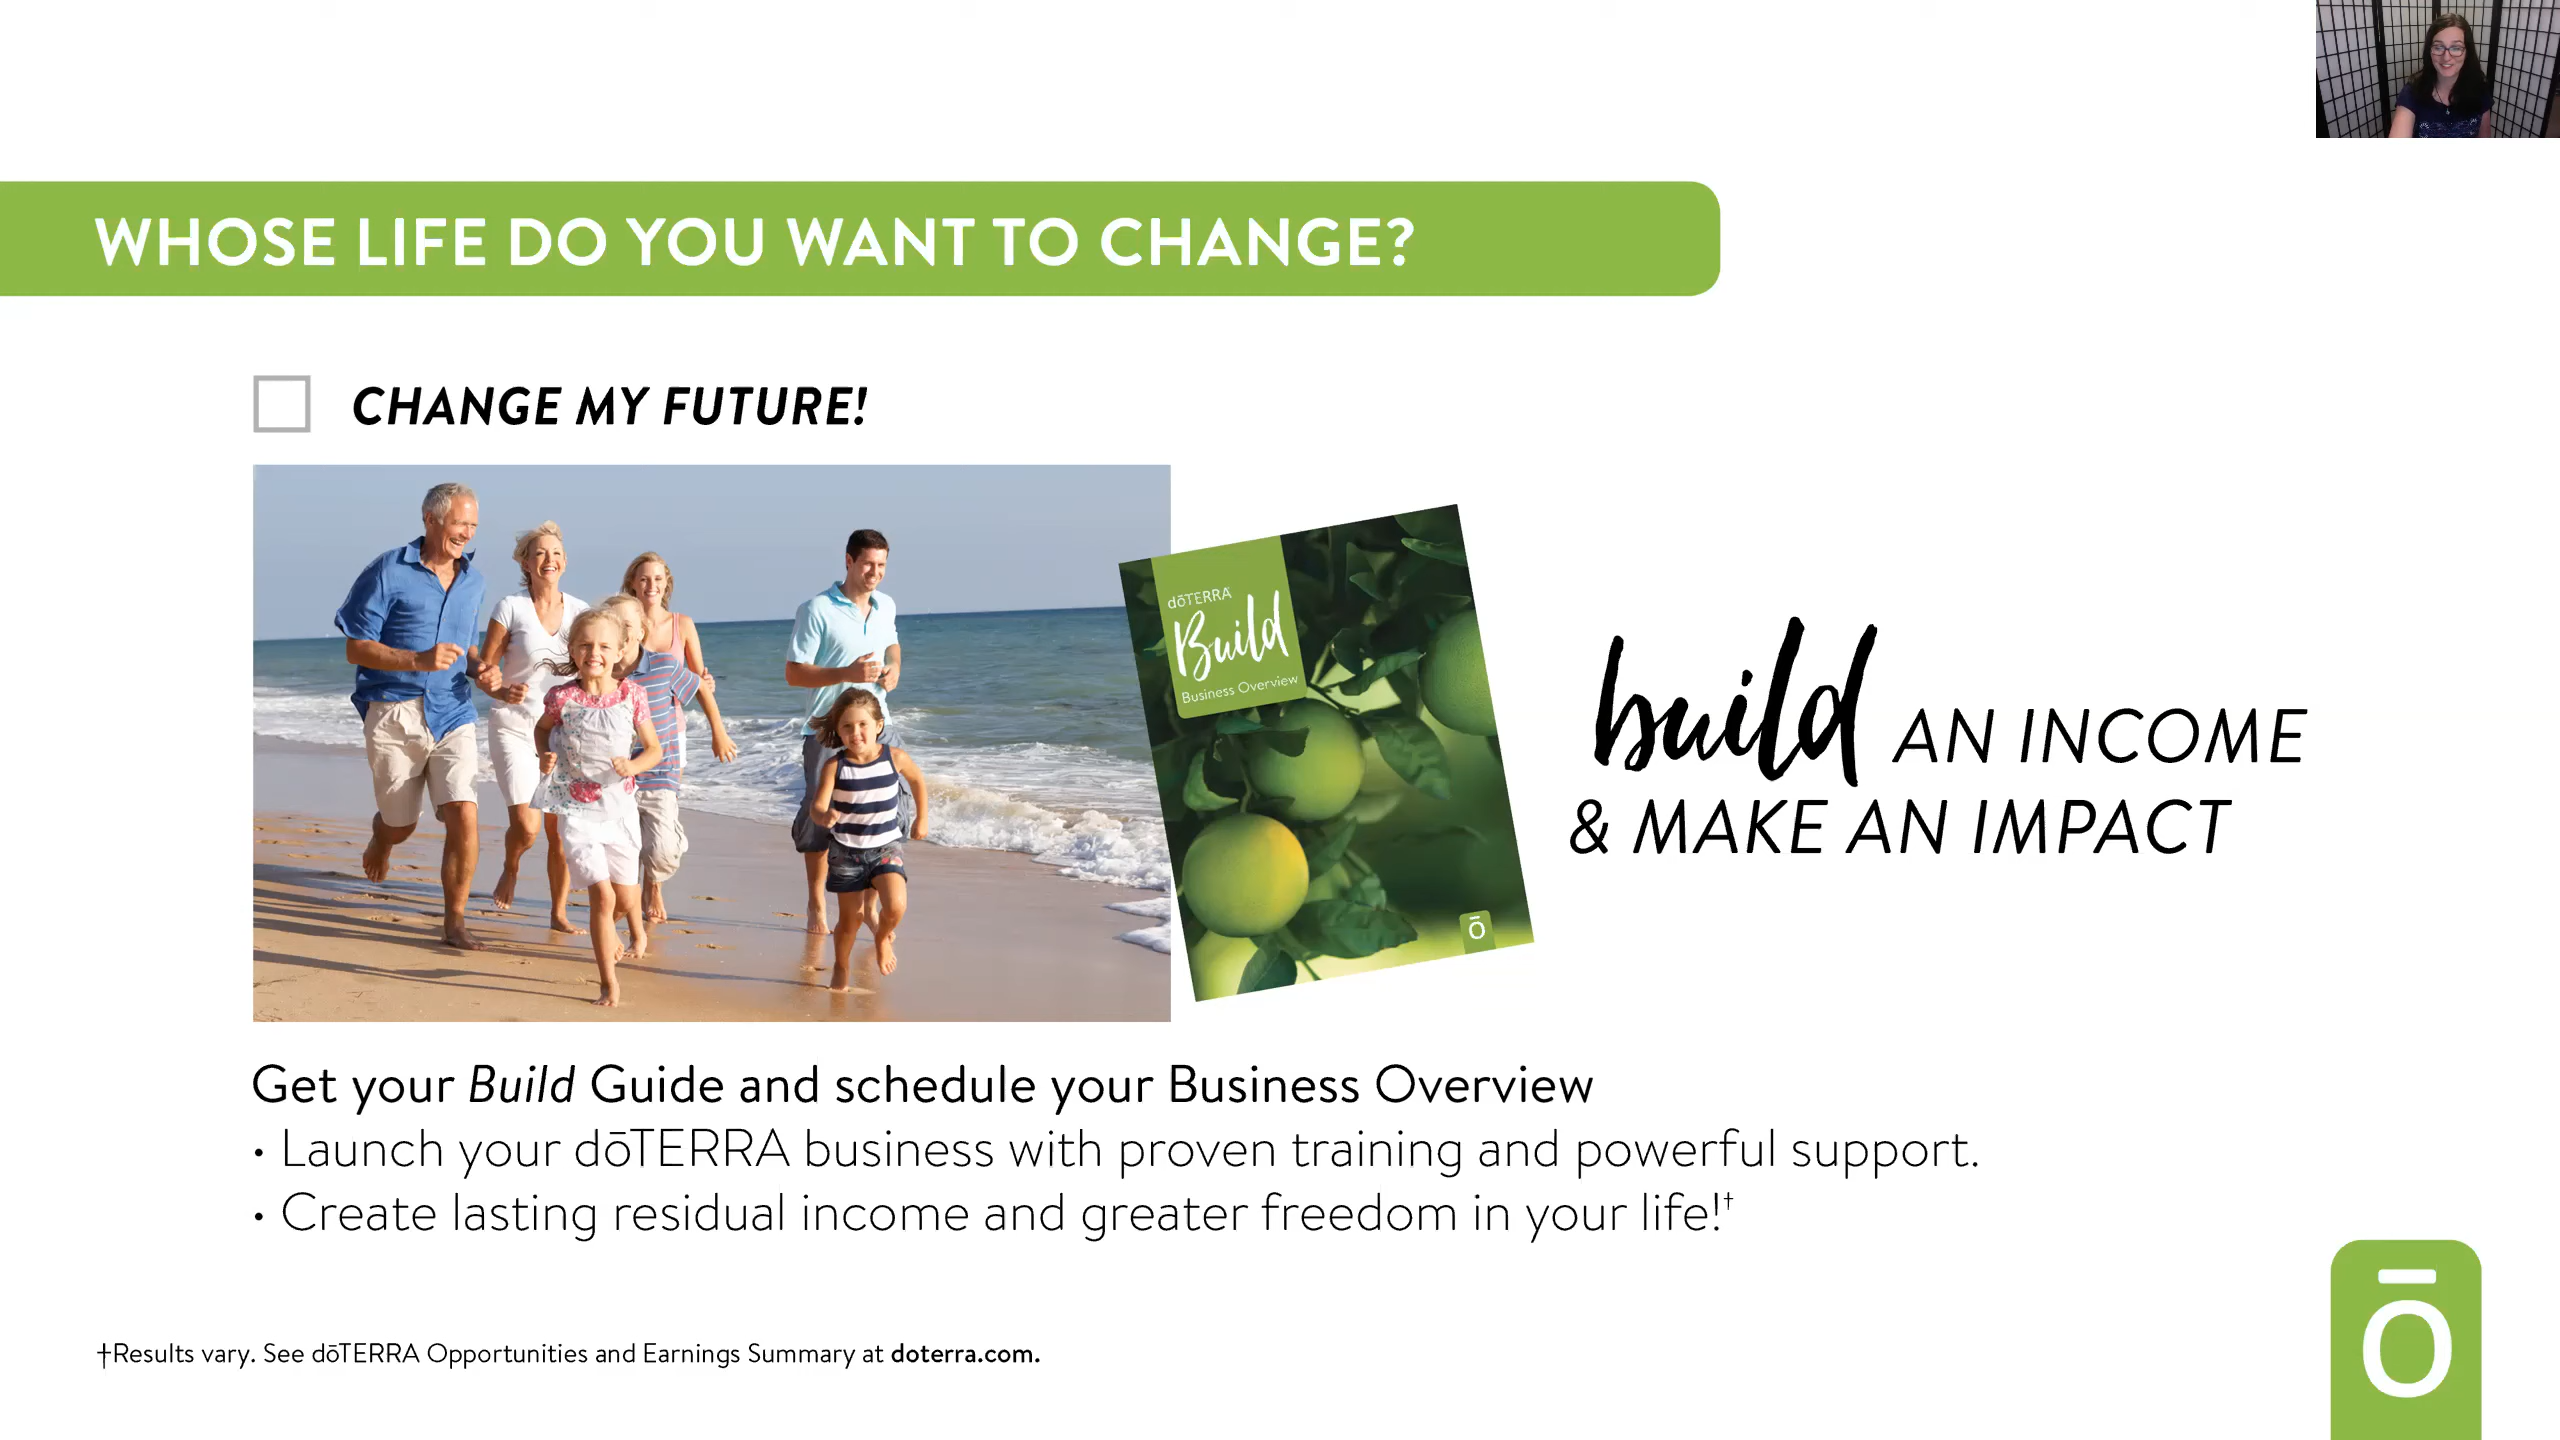 WHOSE LIFE DO YOU WANT TO CHANGE?
CHANGE MY FUTURE!
dōTERRA
Build
Business Overview
ō
build AN INCOME
& MAKE AN IMPACT
Get your Build Guide and schedule your Business Overview
• Launch your dōTERRA business with proven training and powerful support.
• Create lasting residual income and greater freedom in your life!†
†Results vary. See dōTERRA Opportunities and Earnings Summary at doterra.com.
ō